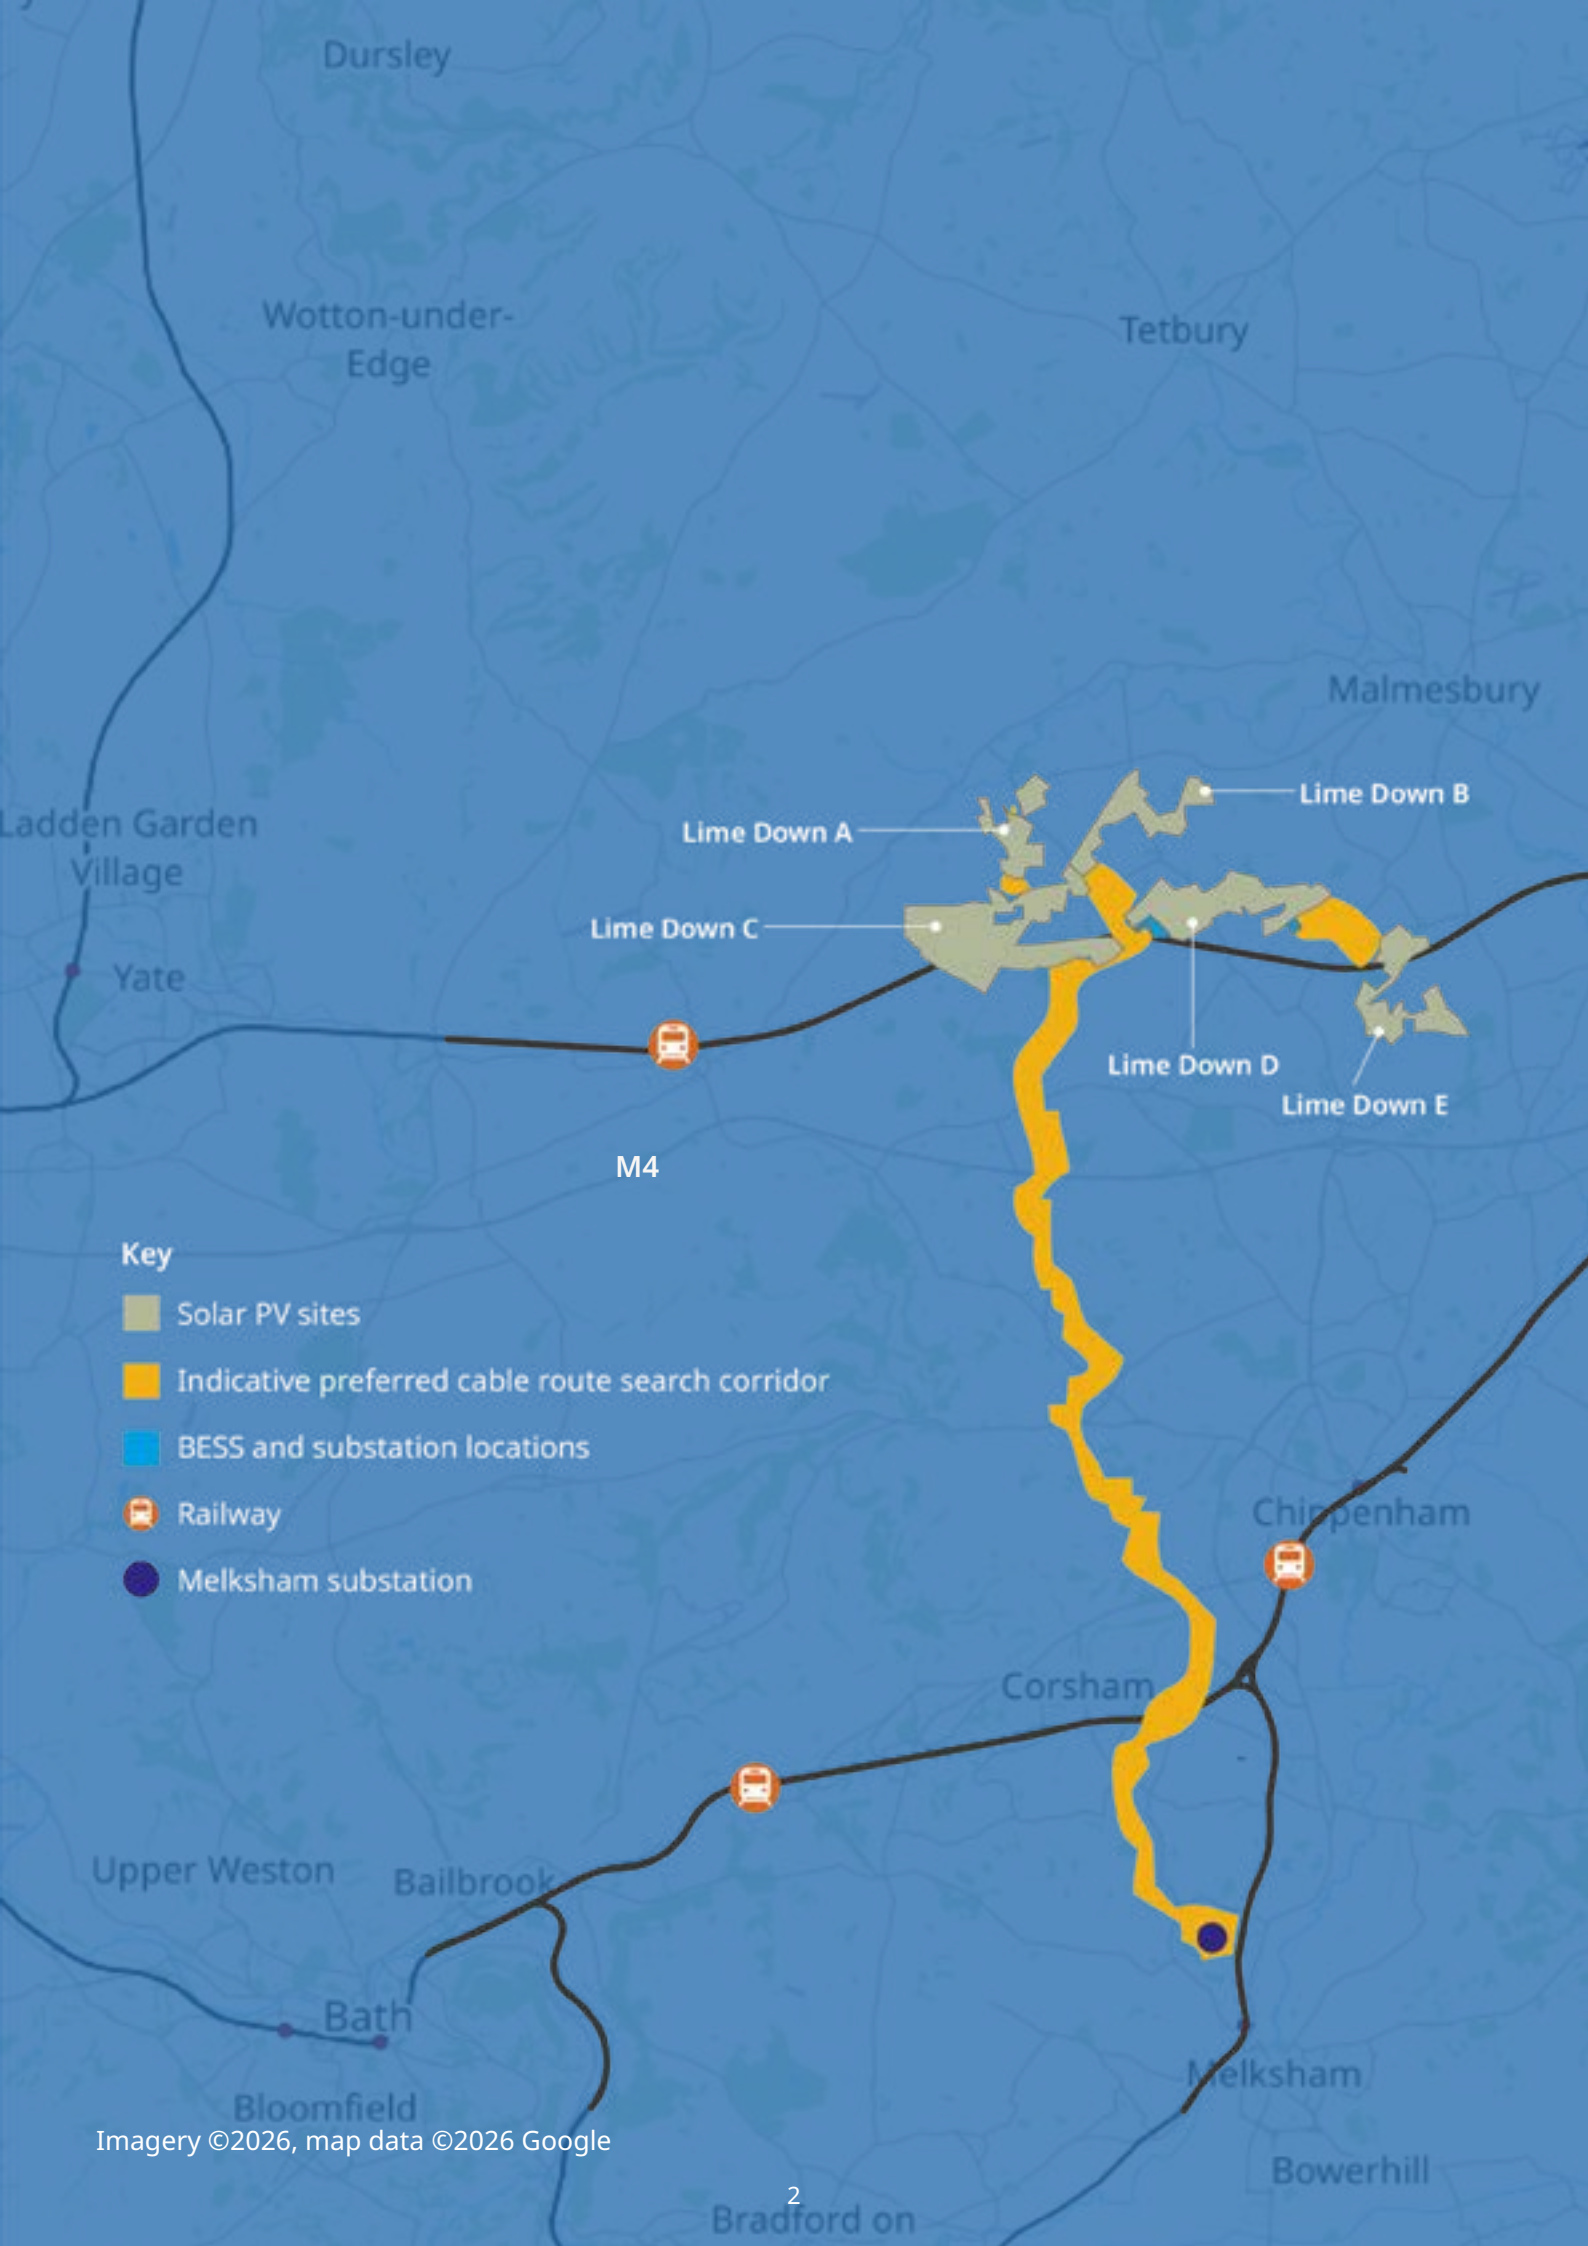 Dursley
Wotton-under-
Edge
Tetbury
Malmesbury
Lime Down B
Lime Down A
Ladden Garden
Village
Lime Down C
Yate
Lime Down D
Lime Down E
M4
Key
Solar PV sites
Indicative preferred cable route search corridor
BESS and substation locations
Railway
Melksham substation
Chippenham
Corsham
Upper Weston
Bailbrook
Bath
Melksham
Bloomfield
Imagery ©2026, map data ©2026 Google
Bowerhill
2
Bradford on